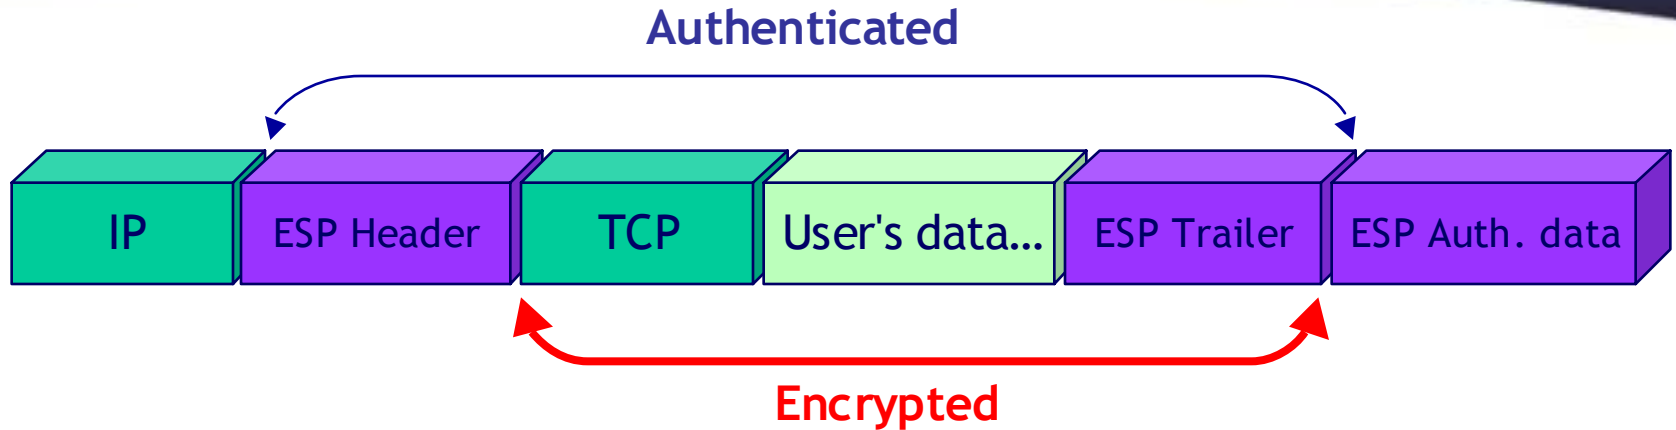 Authenticated
IP
ESP Header
TCP
User's data...
ESP Trailer
ESP Auth. data
Encrypted